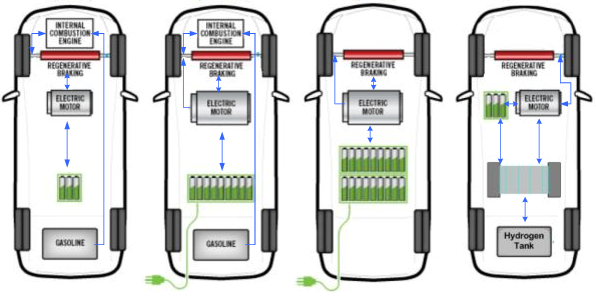 INTERNAL
COMBUSTION
ENGINE
REGENERATIVE
BRAKING
ELECTRIC
MOTOR
GASOLINE
INTERNAL
COMBUSTION
ENGINE
REGENERATIVE
BRAKING
ELECTRIC
MOTOR
GASOLINE
REGENERATIVE
BRAKING
ELECTRIC
MOTOR
REGENERATIVE
BRAKING
ELECTRIC
MOTOR
Hydrogen
Tank